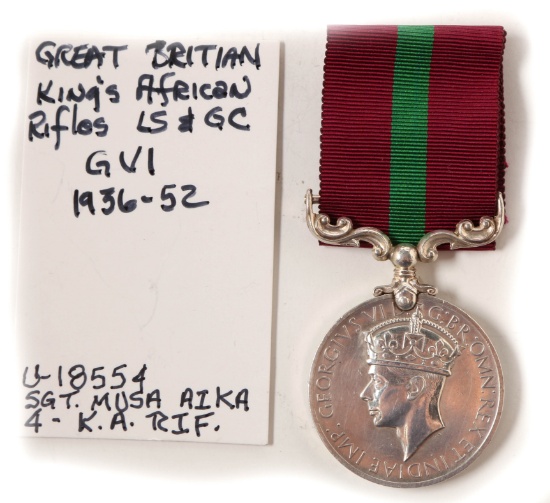 GREAT BRITIAN
King's African
Rifles LS & GC
GVI
1936-52
U-18554
SGT. MUSA AIKA
4 - K.A. RIF.
GEORGIVS VI D:G:BR:OMN:REX ET INDIAE IMP.